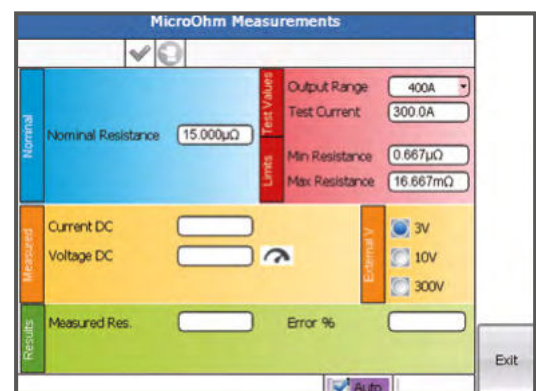 MicroOhm Measurements
Nominal
Nominal Resistance 15.000µΩ
Test Values
Output Range 400A
Test Current 300.0A
Limits
Min Resistance 0.667µΩ
Max Resistance 16.667mΩ
Measured
Current DC
Voltage DC
External V
3V
10V
300V
Results
Measured Res. Error %
Auto
Exit